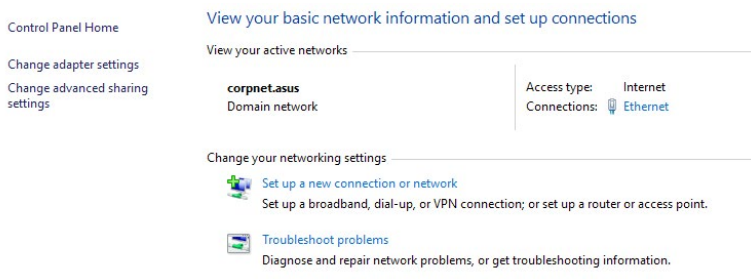 Control Panel Home
Change adapter settings
Change advanced sharing
settings
View your basic network information and set up connections
View your active networks
corpnet.asus
Domain network
Access type: Internet
Connections: Ethernet
Change your networking settings
Set up a new connection or network
Set up a broadband, dial-up, or VPN connection; or set up a router or access point.
Troubleshoot problems
Diagnose and repair network problems, or get troubleshooting information.